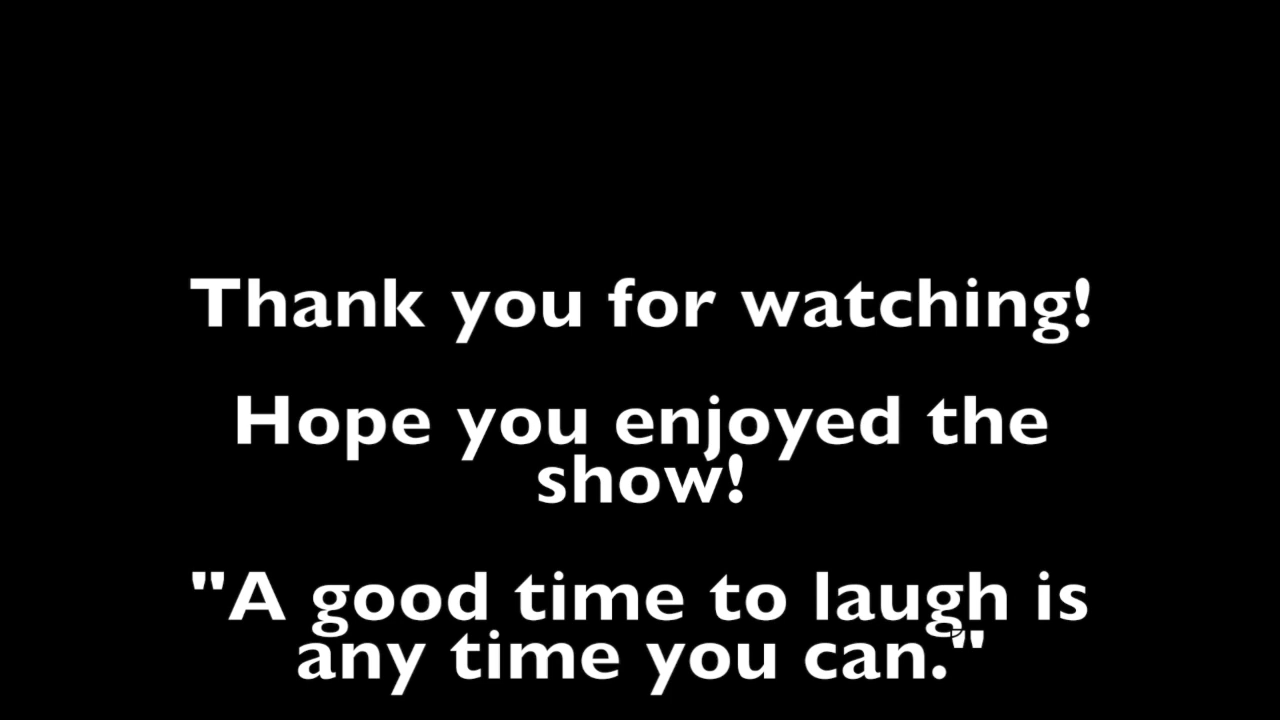 Thank you for watching!
Hope you enjoyed the
show!
"A good time to laugh is
any time you can."